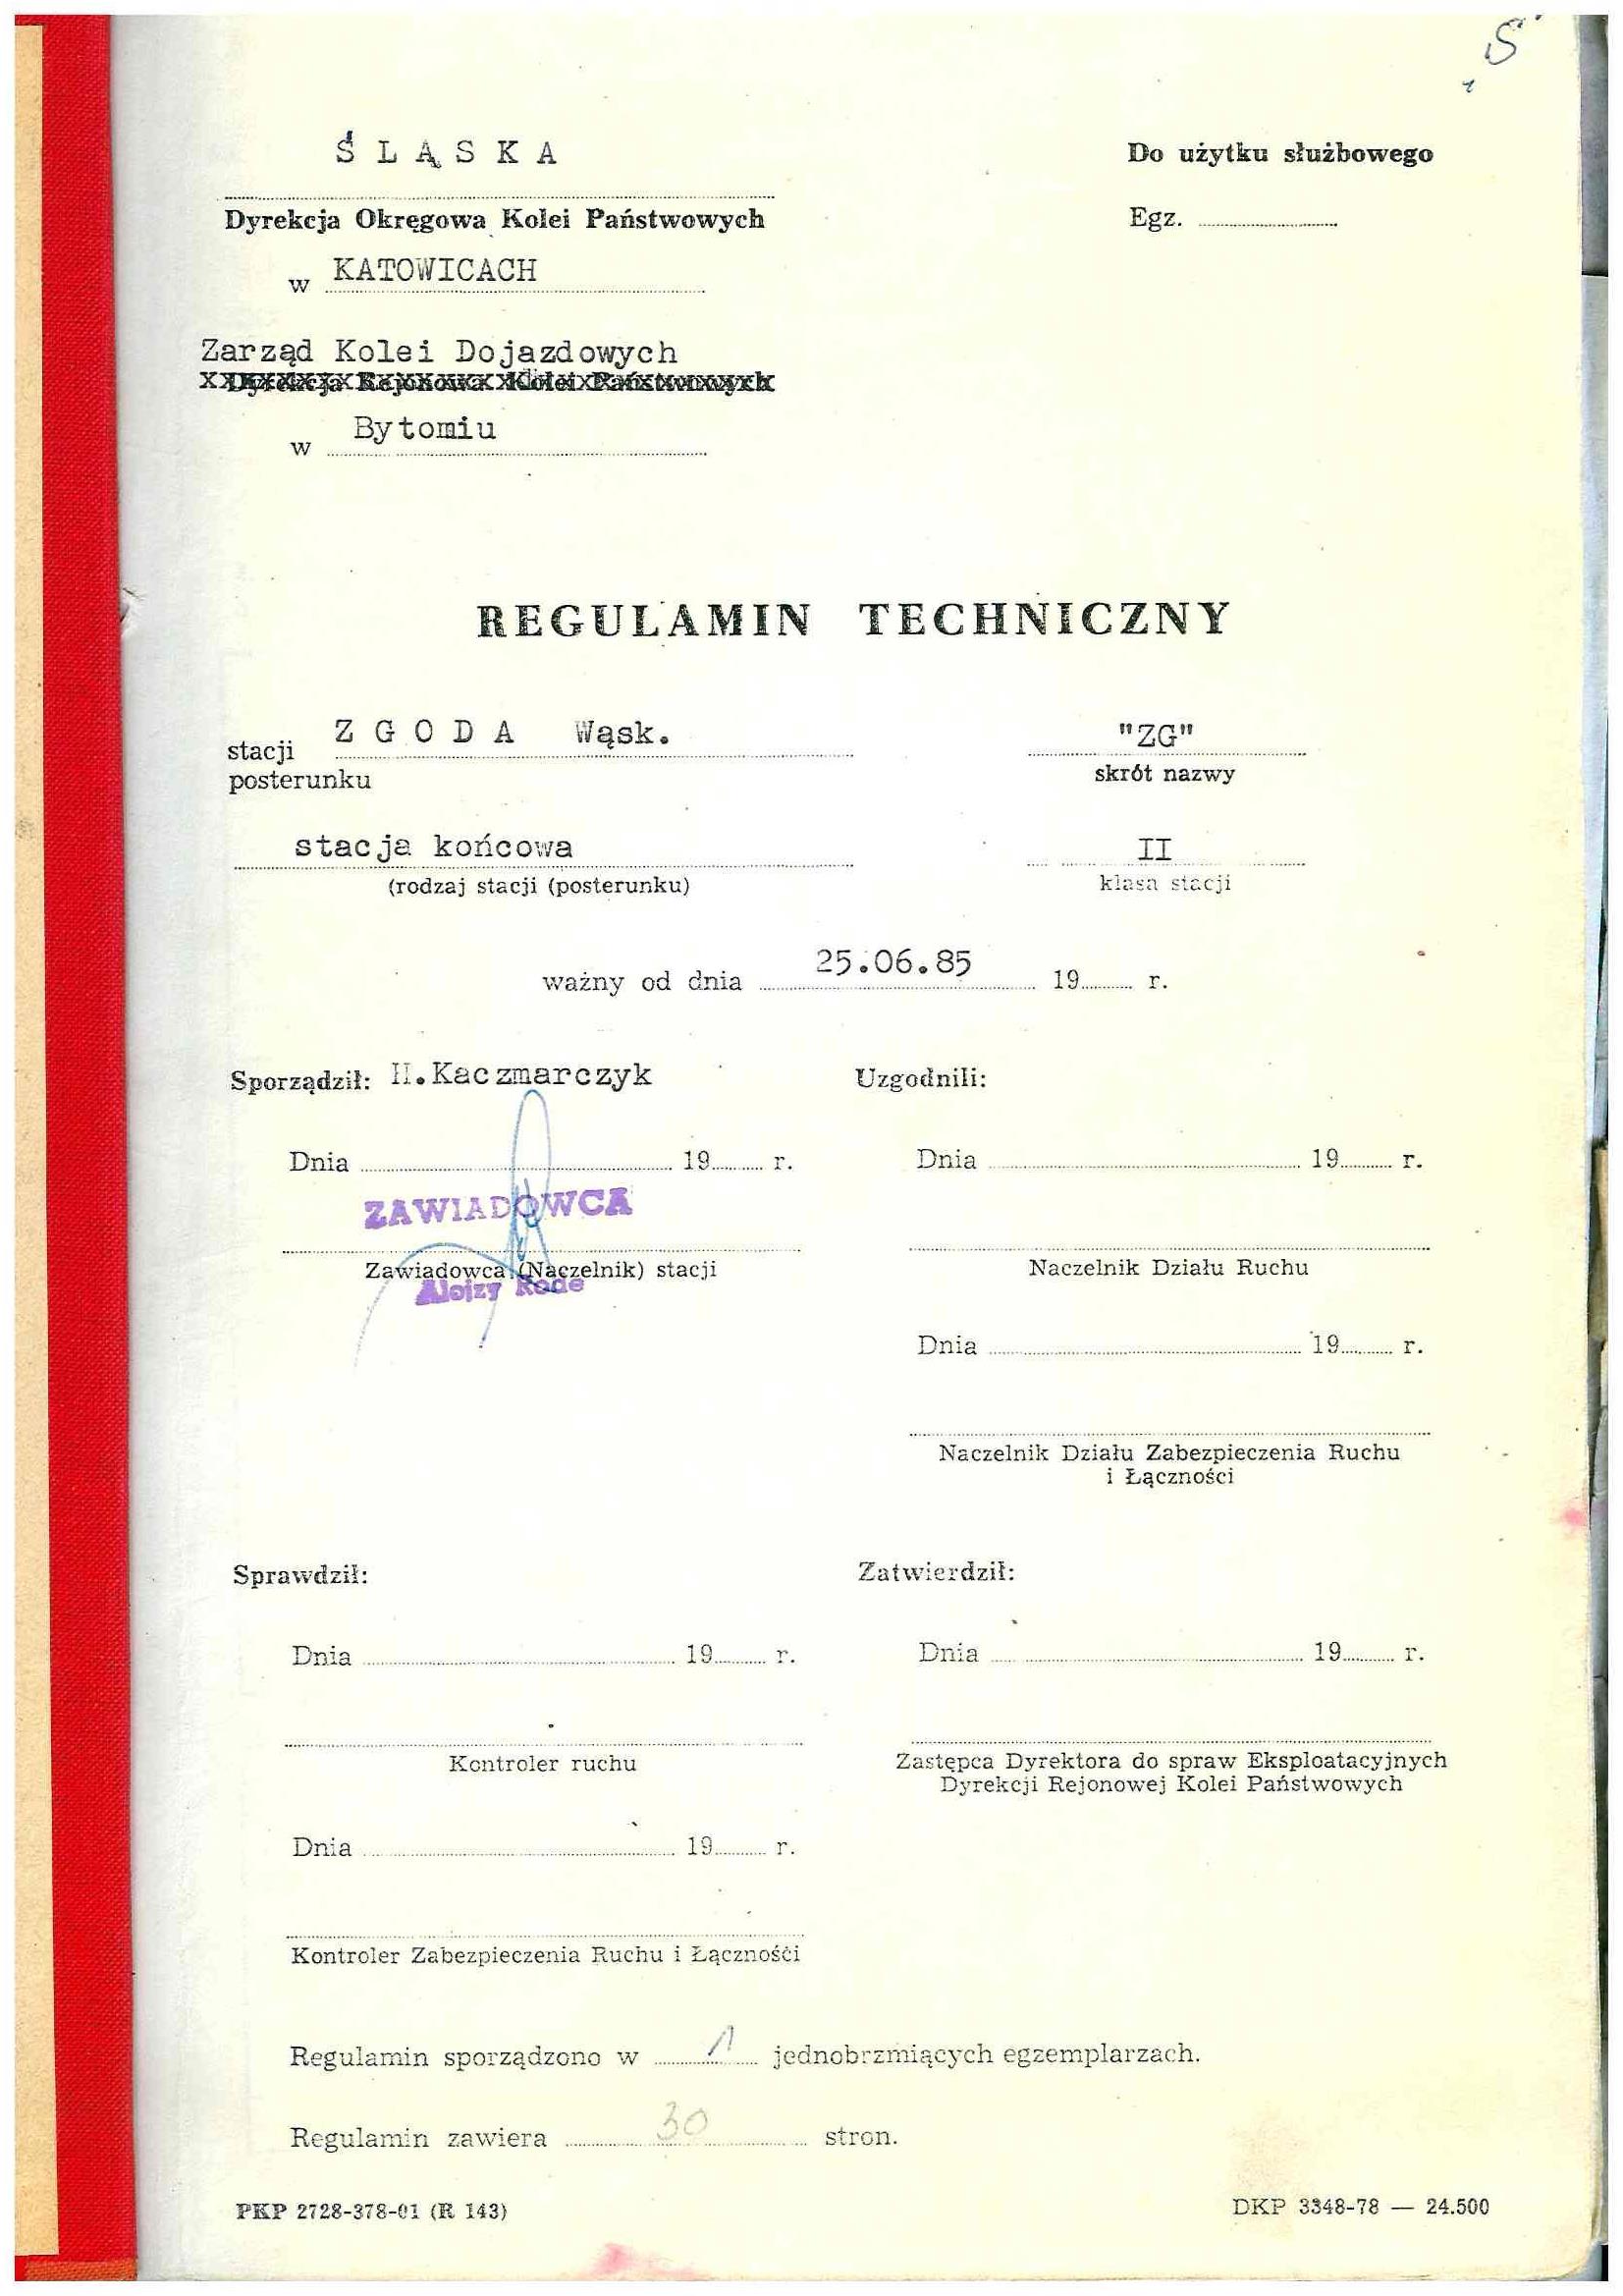 S
ŚLĄSKA
Do użytku służbowego
Dyrekcja Okręgowa Kolei Państwowych
Egz.
w KATOWICACH
Zarząd Kolei Dojazdowych
Dyrekcja Rejonowa Kolei Państwowych
w Bytomiu
REGULAMIN TECHNICZNY
stacji ZGODA Wąsk. "ZG"
posterunku skrót nazwy
stacja końcowa II
(rodzaj stacji (posterunku) klasa stacji
ważny od dnia 25.06.85 19 r.
Sporządził: H.Kaczmarczyk Uzgodnili:
Dnia 19 r. Dnia 19 r.
ZAWIADOWCA
Zawiadowca (Naczelnik) stacji Naczelnik Działu Ruchu
Alojzy Rode
Dnia 19 r.
Naczelnik Działu Zabezpieczenia Ruchu
i Łączności
Sprawdził: Zatwierdził:
Dnia 19 r. Dnia 19 r.
Kontroler ruchu Zastępca Dyrektora do spraw Eksploatacyjnych
Dyrekcji Rejonowej Kolei Państwowych
Dnia 19 r.
Kontroler Zabezpieczenia Ruchu i Łączności
Regulamin sporządzono w 1 jednobrzmiących egzemplarzach.
Regulamin zawiera 30 stron.
PKP 2728-378-01 (R 143) DKP 3348-78 — 24.500